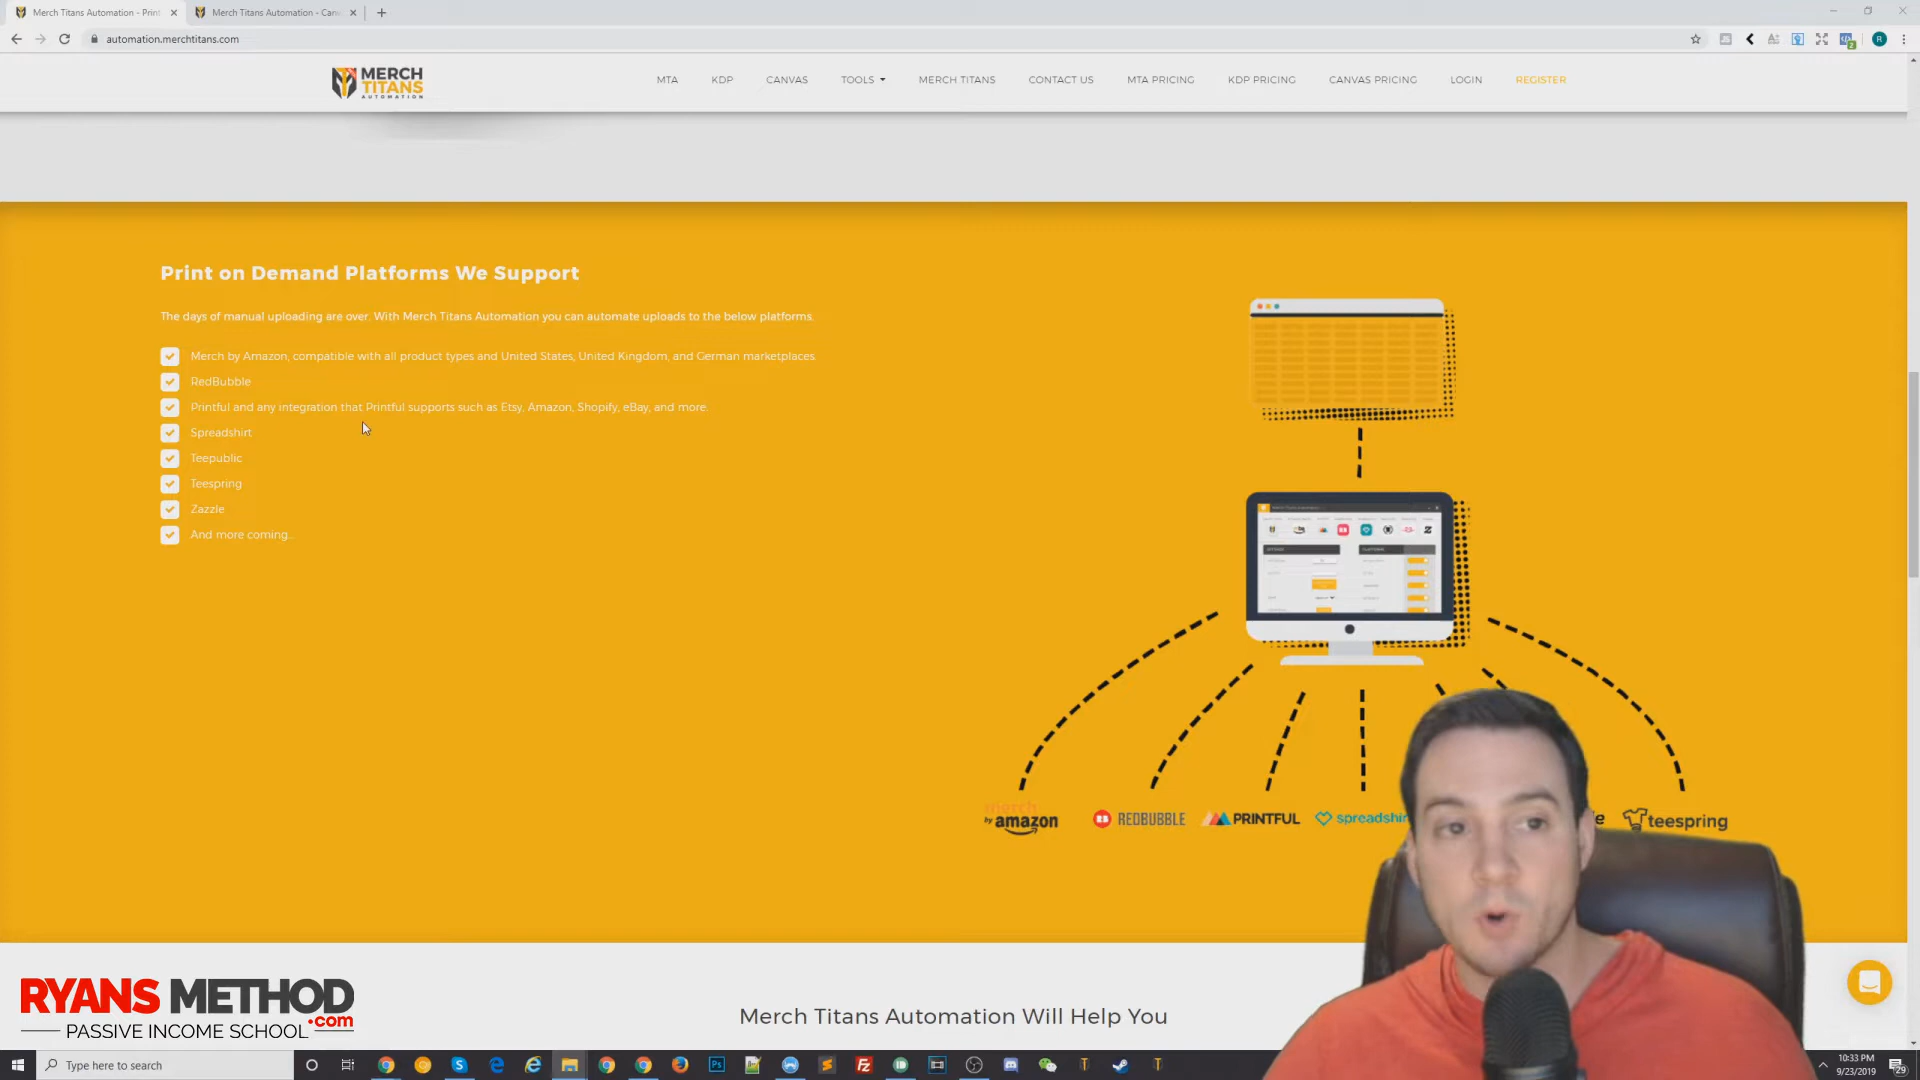 Merch Titans Automation - Print
Merch Titans Automation - Can
automation.merchtitans.com
MERCH TITANS AUTOMATION
MTA
KDP
CANVAS
TOOLS
MERCH TITANS
CONTACT US
MTA PRICING
KDP PRICING
CANVAS PRICING
LOGIN
REGISTER
Print on Demand Platforms We Support
The days of manual uploading are over. With Merch Titans Automation you can automate uploads to the below platforms.
Merch by Amazon, compatible with all product types and United States, United Kingdom, and German marketplaces.
RedBubble
Printful and any integration that Printful supports such as Etsy, Amazon, Shopify, eBay, and more.
Spreadshirt
Teepublic
Teespring
Zazzle
And more coming...
merch by amazon
REDBUBBLE
PRINTFUL
spreadshir
le
teespring
RYANS METHOD
.com
PASSIVE INCOME SCHOOL
Merch Titans Automation Will Help You
Type here to search
10:33 PM
9/23/2019